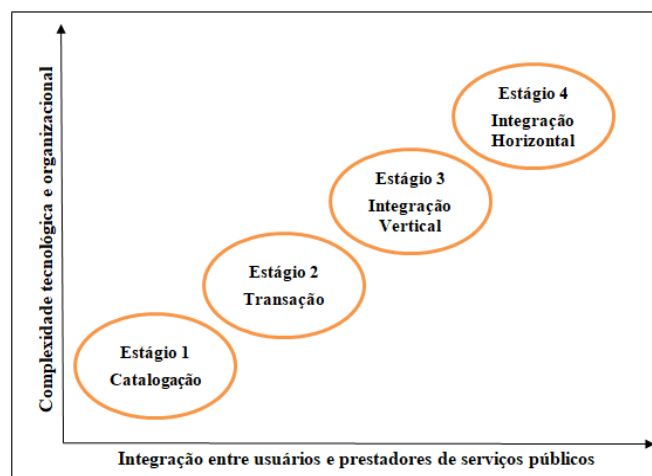 Complexidade tecnológica e organizacional
Estágio 4
Integração
Horizontal
Estágio 3
Integração
Vertical
Estágio 2
Transação
Estágio 1
Catalogação
Integração entre usuários e prestadores de serviços públicos